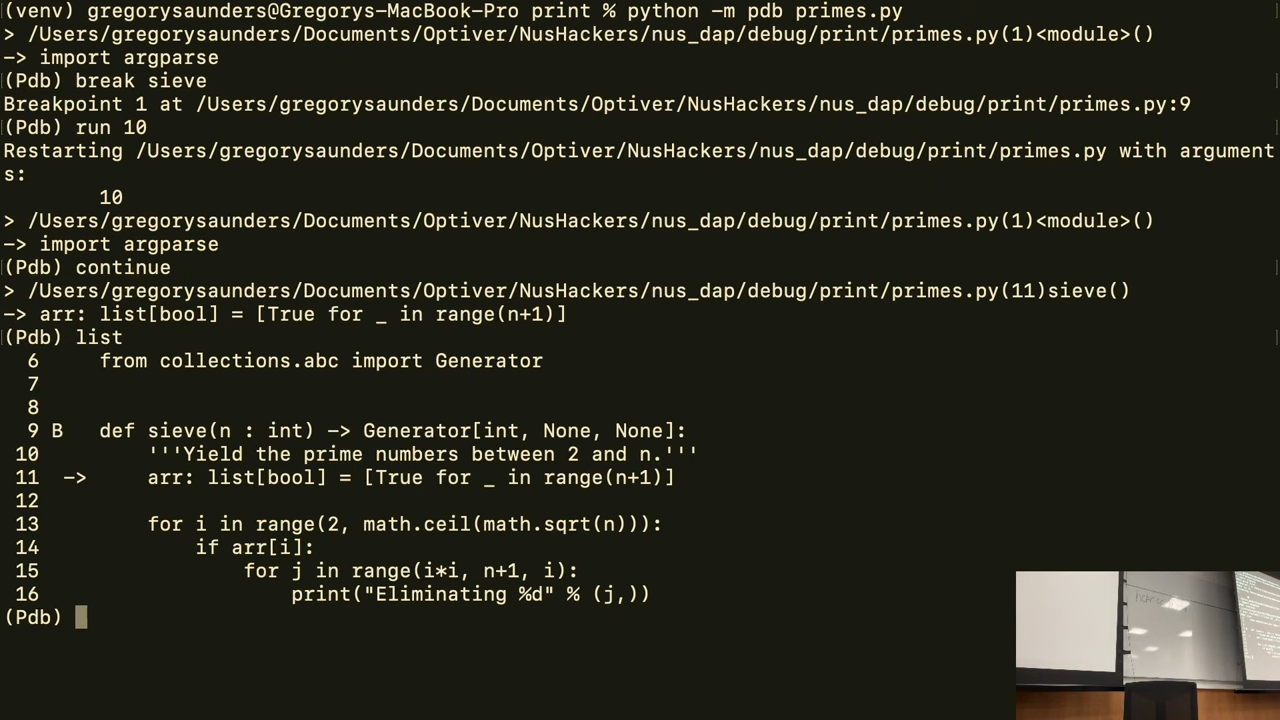 (venv) gregorysaunders@Gregorys-MacBook-Pro print % python -m pdb primes.py
> /Users/gregorysaunders/Documents/Optiver/NusHackers/nus_dap/debug/print/primes.py(1)<module>()
-> import argparse
(Pdb) break sieve
Breakpoint 1 at /Users/gregorysaunders/Documents/Optiver/NusHackers/nus_dap/debug/print/primes.py:9
(Pdb) run 10
Restarting /Users/gregorysaunders/Documents/Optiver/NusHackers/nus_dap/debug/print/primes.py with argument
s:
        10
> /Users/gregorysaunders/Documents/Optiver/NusHackers/nus_dap/debug/print/primes.py(1)<module>()
-> import argparse
(Pdb) continue
> /Users/gregorysaunders/Documents/Optiver/NusHackers/nus_dap/debug/print/primes.py(11)sieve()
-> arr: list[bool] = [True for _ in range(n+1)]
(Pdb) list
  6     from collections.abc import Generator
  7
  8
  9 B   def sieve(n : int) -> Generator[int, None, None]:
 10         '''Yield the prime numbers between 2 and n.'''
 11  ->     arr: list[bool] = [True for _ in range(n+1)]
 12
 13         for i in range(2, math.ceil(math.sqrt(n))):
 14             if arr[i]:
 15                 for j in range(i*i, n+1, i):
 16                     print("Eliminating %d" % (j,))
(Pdb)